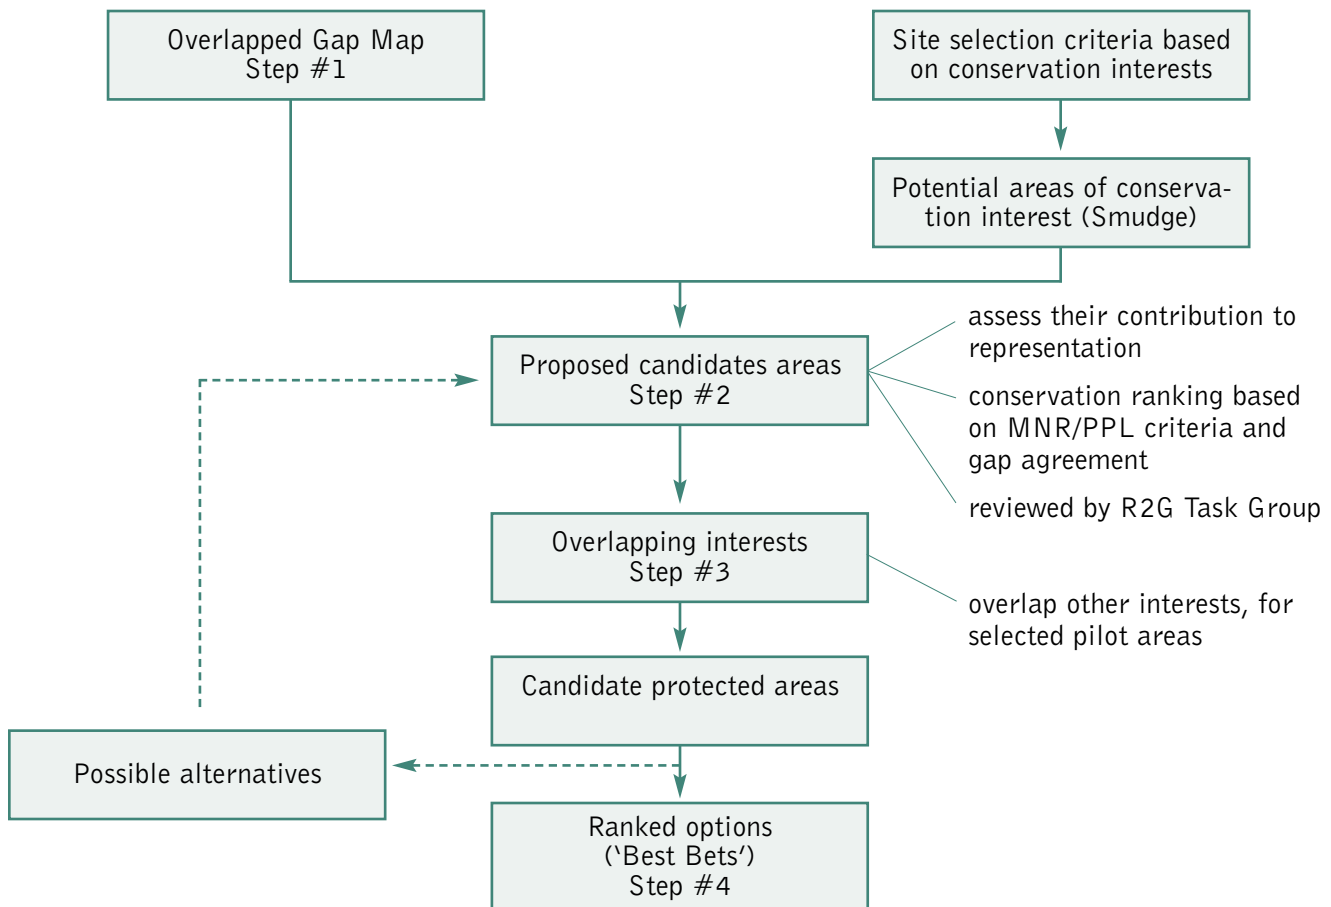 Overlapped Gap Map
Step #1
Site selection criteria based
on conservation interests
Potential areas of conserva-
tion interest (Smudge)
Proposed candidates areas
Step #2
assess their contribution to
representation
conservation ranking based
on MNR/PPL criteria and
gap agreement
reviewed by R2G Task Group
Overlapping interests
Step #3
overlap other interests, for
selected pilot areas
Candidate protected areas
Possible alternatives
Ranked options
(‘Best Bets’)
Step #4